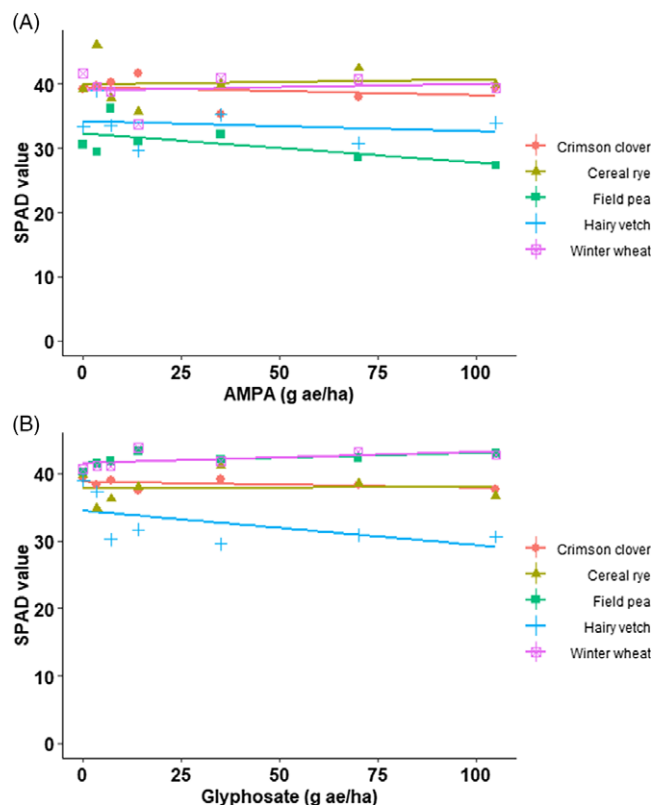 (A)
SPAD value
40
30
20
10
0
0 25 50 75 100
AMPA (g ae/ha)
Crimson clover
Cereal rye
Field pea
Hairy vetch
Winter wheat
(B)
SPAD value
40
30
20
10
0
0 25 50 75 100
Glyphosate (g ae/ha)
Crimson clover
Cereal rye
Field pea
Hairy vetch
Winter wheat